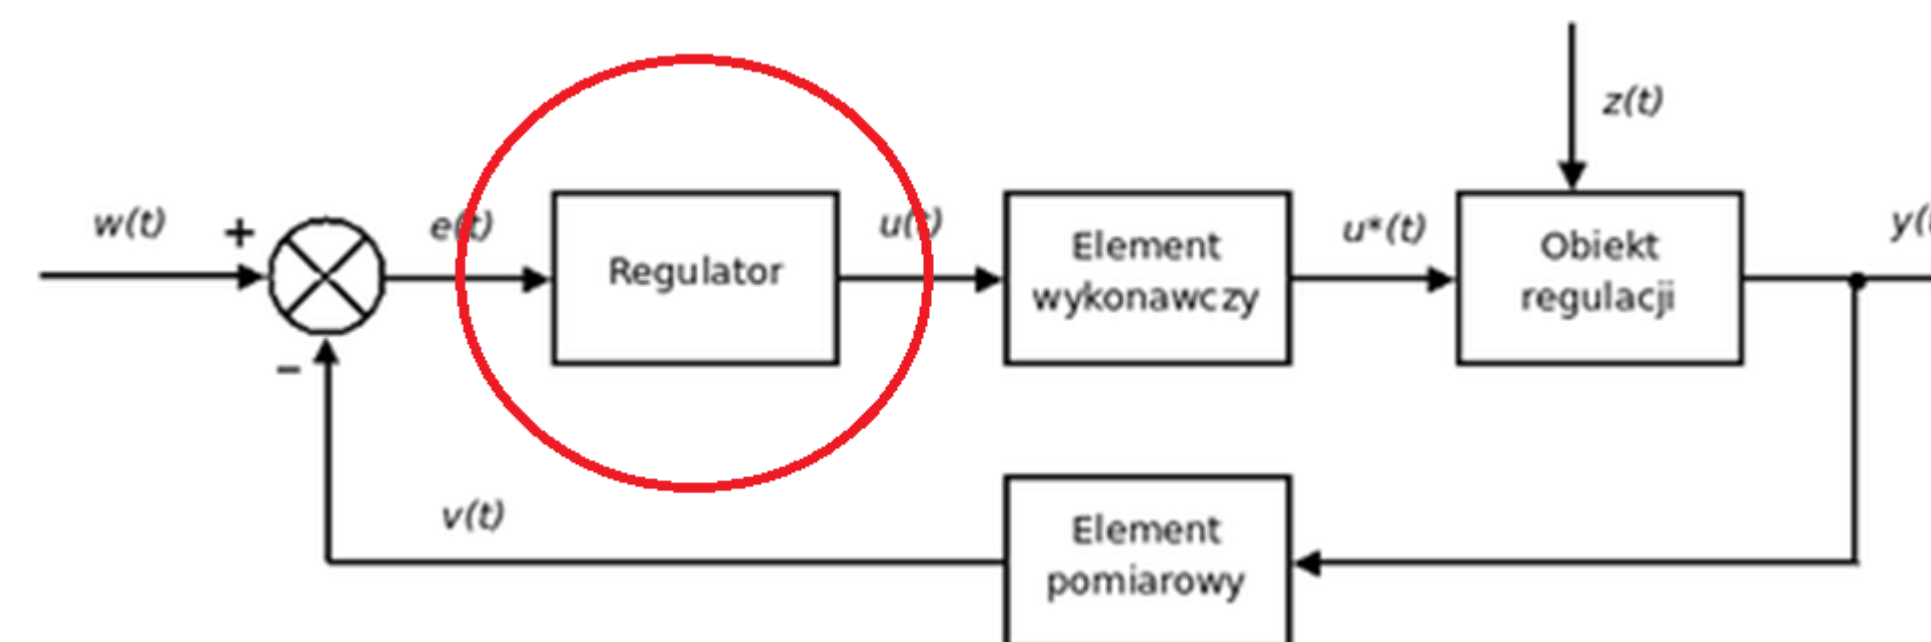 z(t)
w(t)
+
e(t)
Regulator
u(t)
Element
wykonawczy
u*(t)
Obiekt
regulacji
y(
−
v(t)
Element
pomiarowy